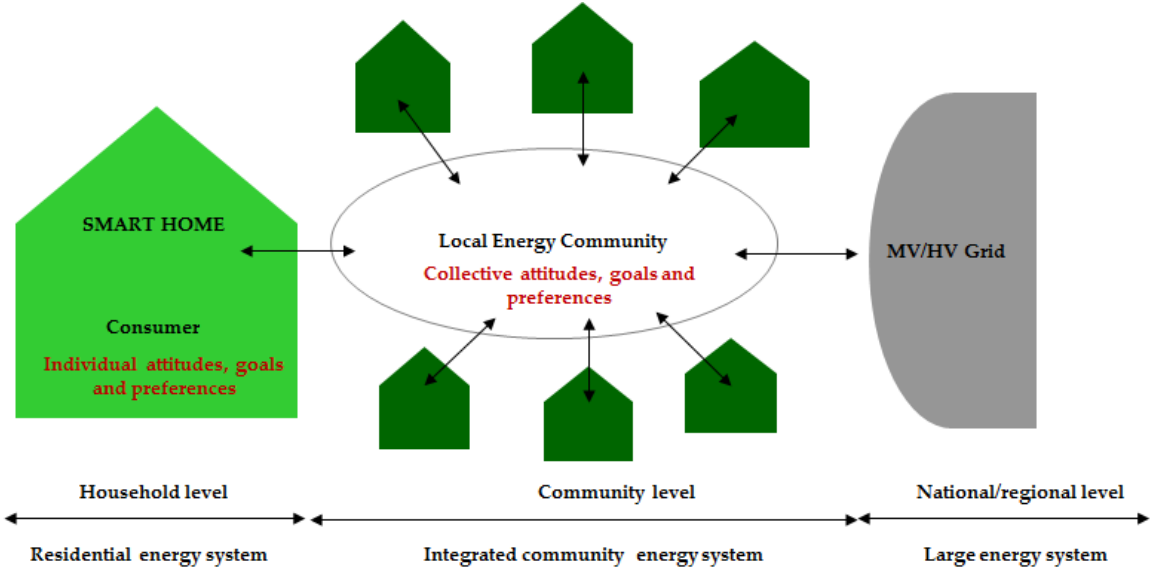 SMART HOME
Consumer
Individual attitudes, goals
and preferences
Local Energy Community
Collective attitudes, goals and
preferences
MV/HV Grid
Household level
Community level
National/regional level
Residential energy system
Integrated community energy system
Large energy system